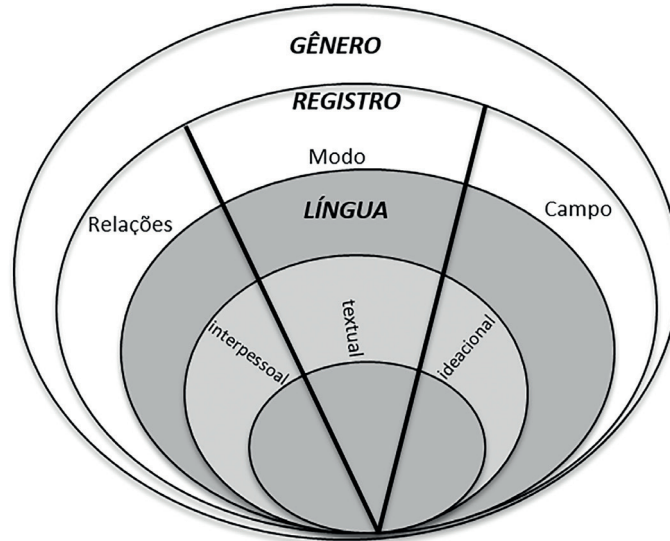 GÊNERO
REGISTRO
Modo
Relações
Campo
LÍNGUA
interpessoal
textual
ideacional